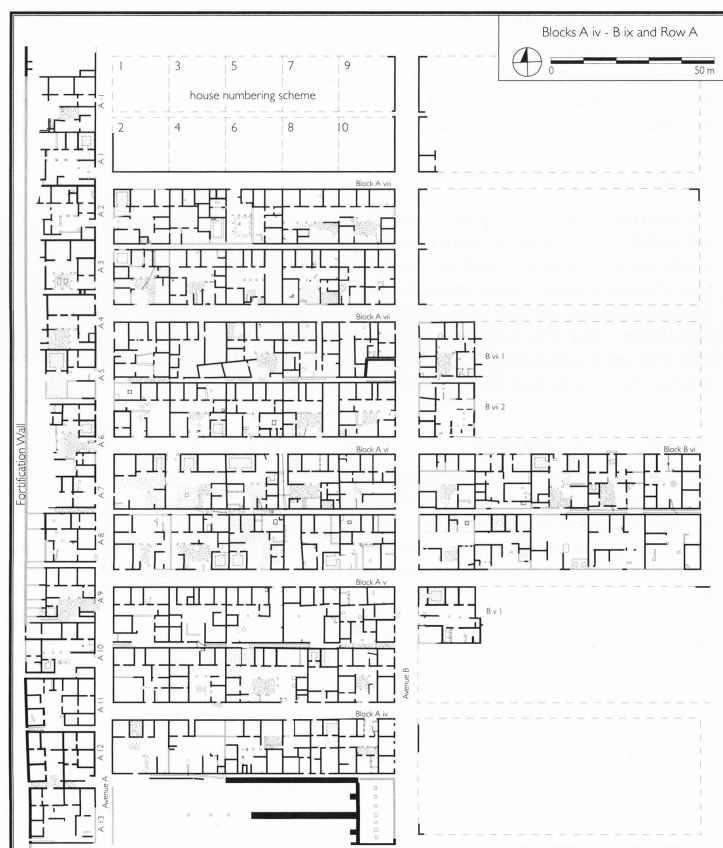 Blocks A iv - B ix and Row A
0
50 m
1
3
5
7
9
house numbering scheme
2
4
6
8
10
A -1
A 1
A 2
A 3
A 4
A 5
A 6
A 7
A 8
A 9
A 10
A 11
A 12
A 13
Fortification Wall
Avenue A
Avenue B
Block A viii
Block A vii
B vii 1
B vii 2
Block A vi
Block B vi
Block A v
B v 1
Block A iv